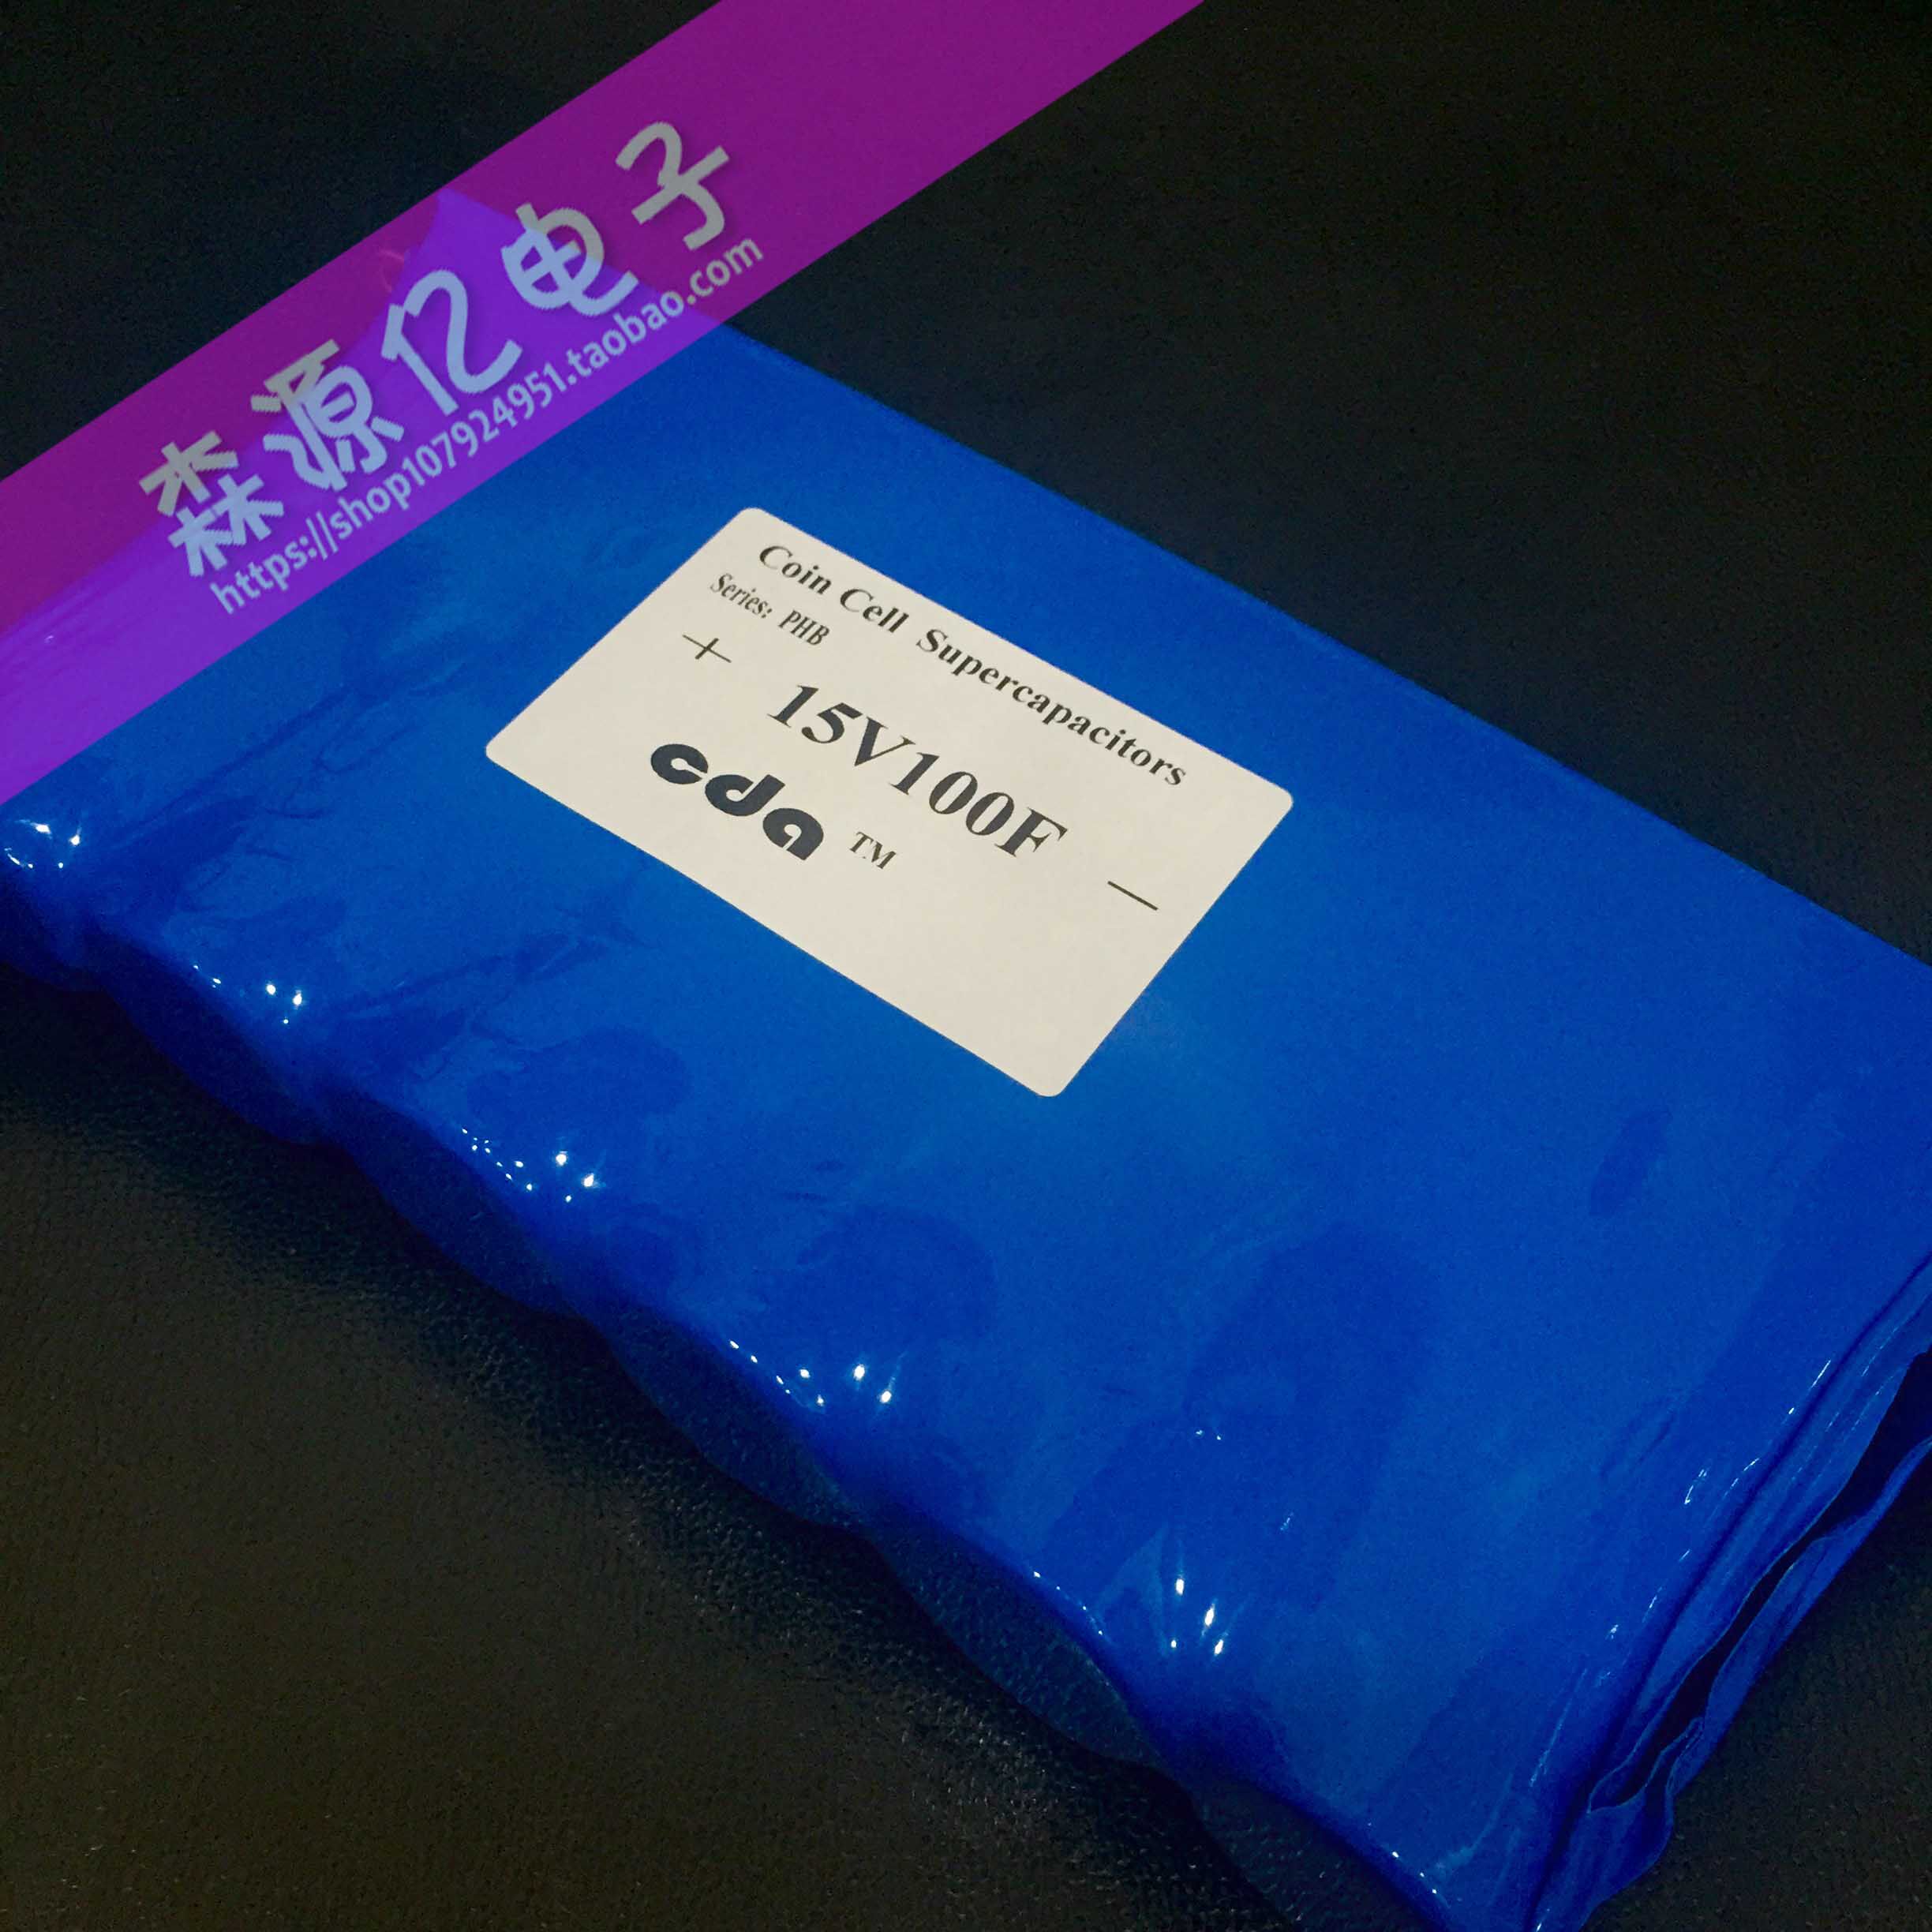 森源亿电子
https://shop107924951.taobao.com
Coin Cell Supercapacitors
Series: PHB
+
15V100F
cda TM
—